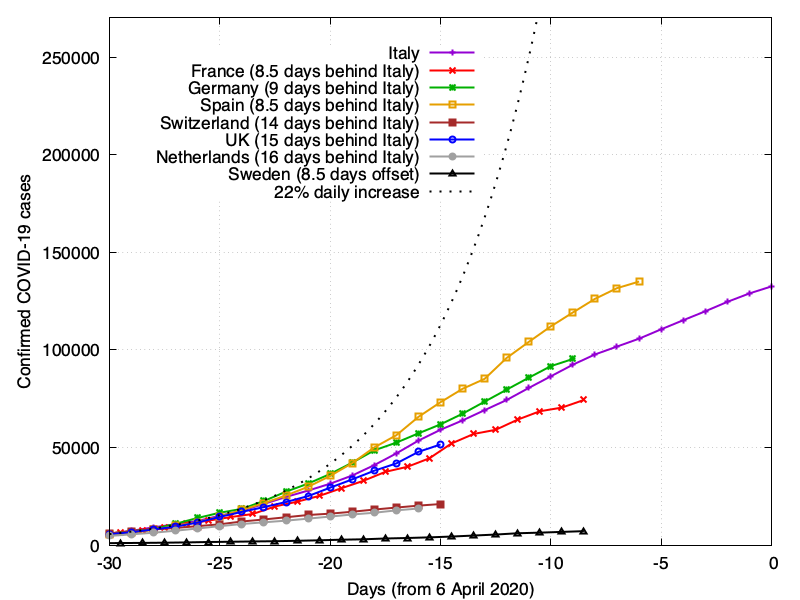 250000
200000
150000
100000
50000
0
Confirmed COVID-19 cases
Italy
France (8.5 days behind Italy)
Germany (9 days behind Italy)
Spain (8.5 days behind Italy)
Switzerland (14 days behind Italy)
UK (15 days behind Italy)
Netherlands (16 days behind Italy)
Sweden (8.5 days offset)
22% daily increase
-30 -25 -20 -15 -10 -5 0
Days (from 6 April 2020)